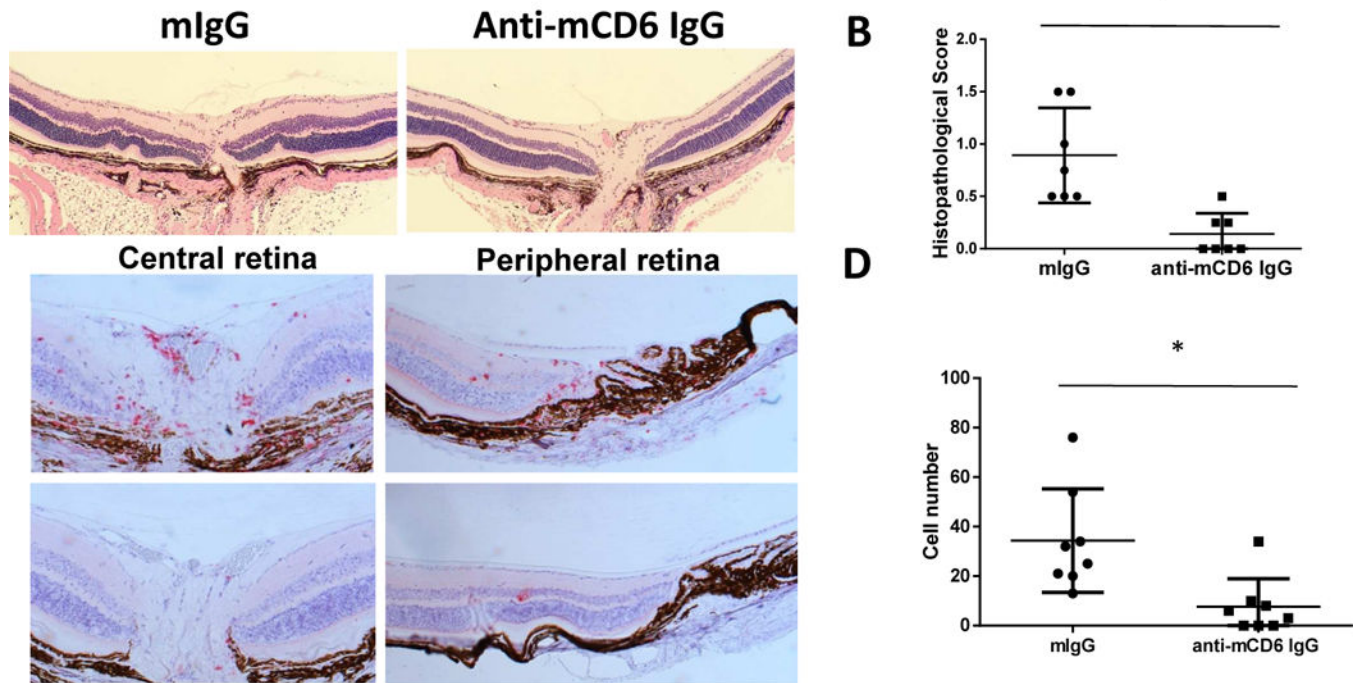 mIgG
Anti-mCD6 IgG
Central retina
Peripheral retina
B
Histopathological Score
2.0
1.5
1.0
0.5
0.0
mIgG
anti-mCD6 IgG
D
*
Cell number
100
80
60
40
20
0
mIgG
anti-mCD6 IgG